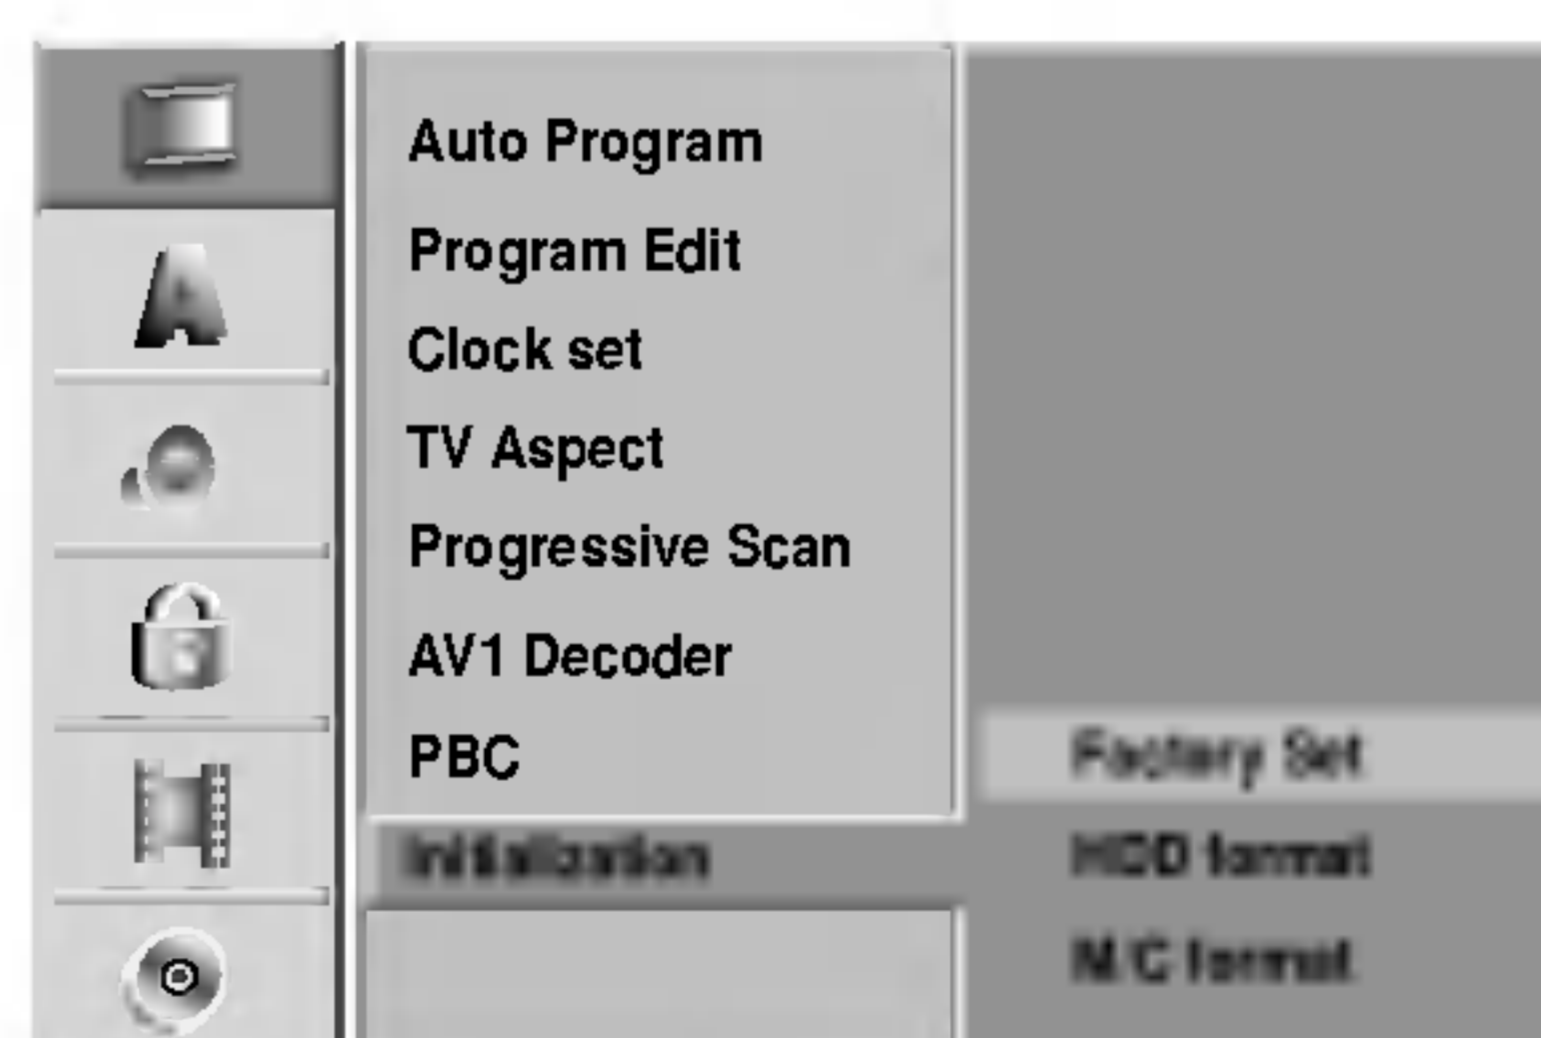 Auto Program
Program Edit
Clock set
TV Aspect
Progressive Scan
AV1 Decoder
PBC
Initialization
Factory Set
HDD format
M/C format